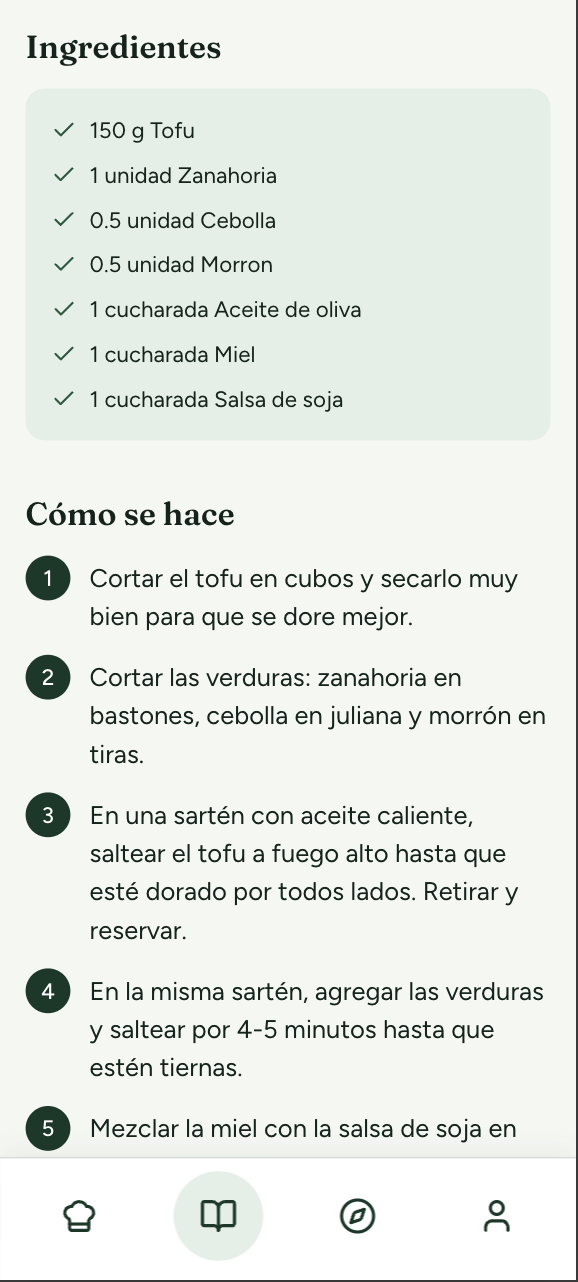 Ingredientes
150 g Tofu
1 unidad Zanahoria
0.5 unidad Cebolla
0.5 unidad Morron
1 cucharada Aceite de oliva
1 cucharada Miel
1 cucharada Salsa de soja
Cómo se hace
1 Cortar el tofu en cubos y secarlo muy
bien para que se dore mejor.
2 Cortar las verduras: zanahoria en
bastones, cebolla en juliana y morrón en
tiras.
3 En una sartén con aceite caliente,
saltear el tofu a fuego alto hasta que
esté dorado por todos lados. Retirar y
reservar.
4 En la misma sartén, agregar las verduras
y saltear por 4-5 minutos hasta que
estén tiernas.
5 Mezclar la miel con la salsa de soja en